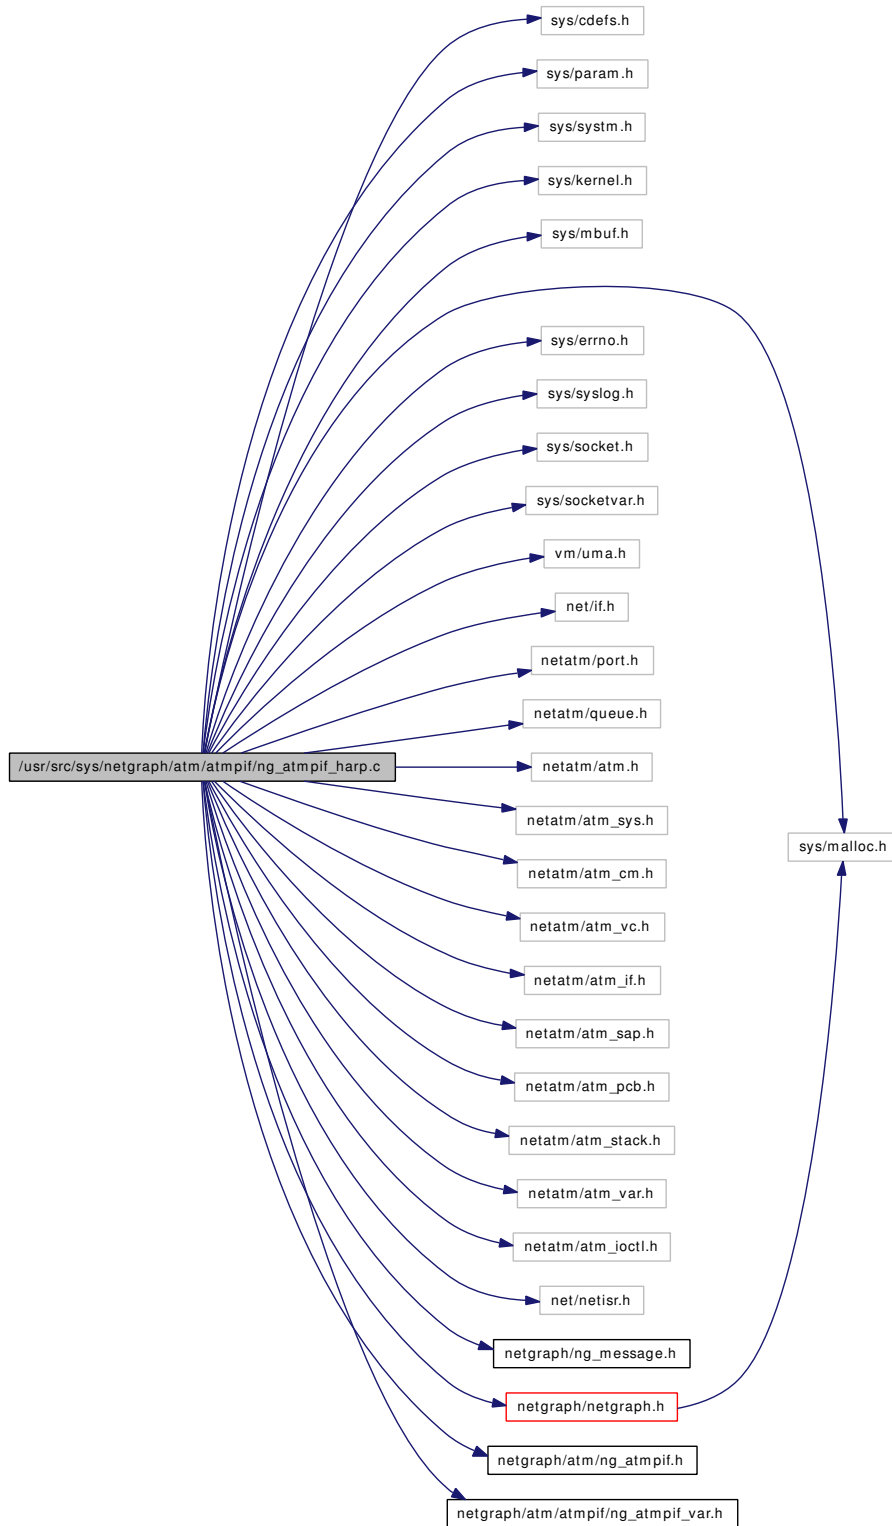 sys/cdefs.h
sys/param.h
sys/systm.h
sys/kernel.h
sys/mbuf.h
sys/errno.h
sys/syslog.h
sys/socket.h
sys/socketvar.h
vm/uma.h
net/if.h
netatm/port.h
netatm/queue.h
/usr/src/sys/netgraph/atm/atmpif/ng_atmpif_harp.c
netatm/atm.h
netatm/atm_sys.h
sys/malloc.h
netatm/atm_cm.h
netatm/atm_vc.h
netatm/atm_if.h
netatm/atm_sap.h
netatm/atm_pcb.h
netatm/atm_stack.h
netatm/atm_var.h
netatm/atm_ioctl.h
net/netisr.h
netgraph/ng_message.h
netgraph/netgraph.h
netgraph/atm/ng_atmpif.h
netgraph/atm/atmpif/ng_atmpif_var.h